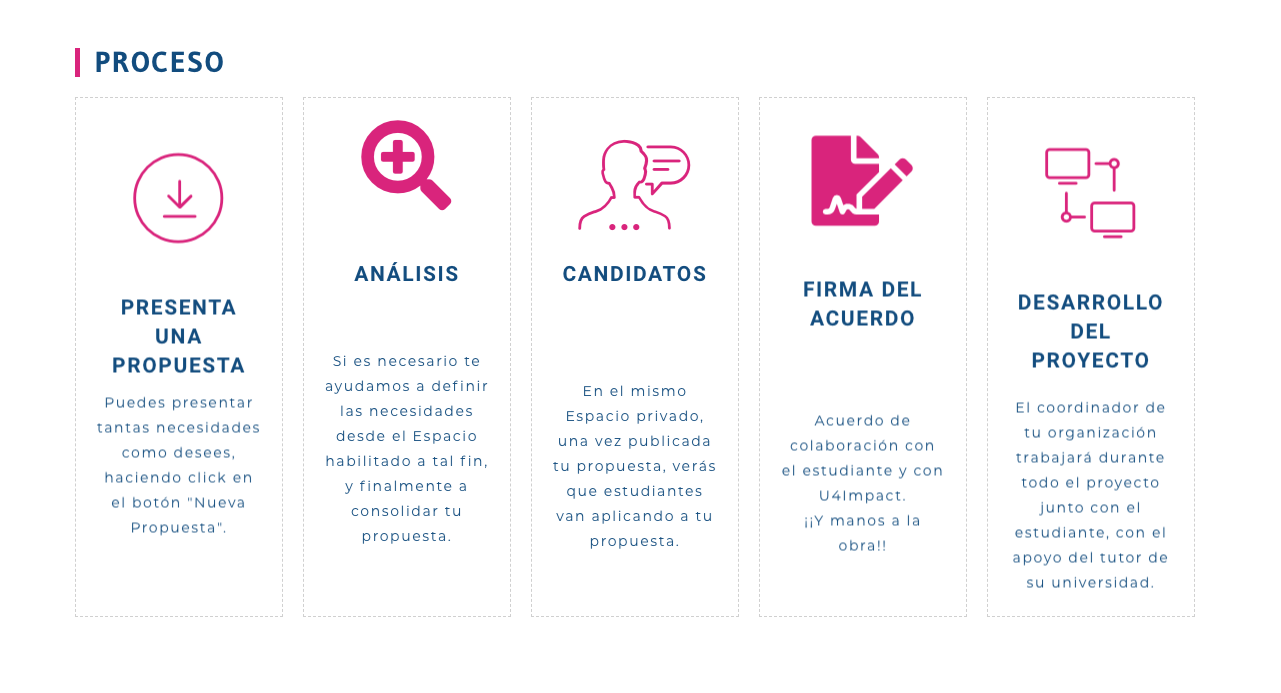 PROCESO
PRESENTA
UNA
PROPUESTA
Puedes presentar
tantas necesidades
como desees,
haciendo click en
el botón "Nueva
Propuesta".
ANÁLISIS
Si es necesario te
ayudamos a definir
las necesidades
desde el Espacio
habilitado a tal fin,
y finalmente a
consolidar tu
propuesta.
CANDIDATOS
En el mismo
Espacio privado,
una vez publicada
tu propuesta, verás
que estudiantes
van aplicando a tu
propuesta.
FIRMA DEL
ACUERDO
Acuerdo de
colaboración con
el estudiante y con
U4Impact.
¡¡Y manos a la
obra!!
DESARROLLO
DEL
PROYECTO
El coordinador de
tu organización
trabajará durante
todo el proyecto
junto con el
estudiante, con el
apoyo del tutor de
su universidad.